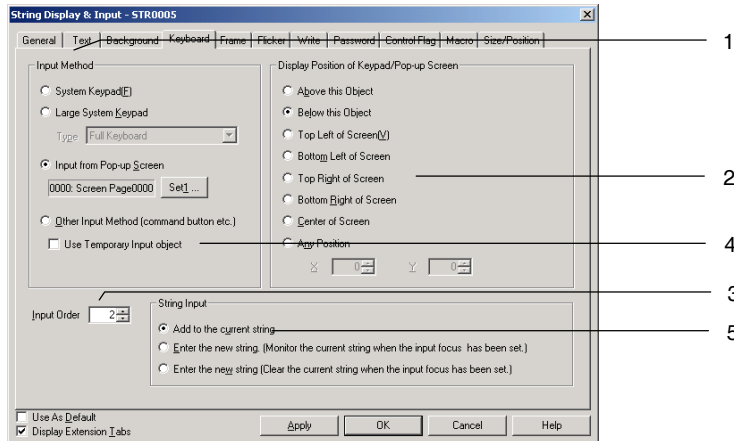 String Display & Input - STR0005
General Text Background Keyboard Frame Flicker Write Password Control Flag Macro Size/Position
1
Input Method
System Keypad(F)
Large System Keypad
Type Full Keyboard
Input from Pop-up Screen
0000: Screen Page0000 Set1 ...
Other Input Method (command button etc.)
Use Temporary Input object
Display Position of Keypad/Pop-up Screen
Above this Object
Below this Object
Top Left of Screen(V)
Bottom Left of Screen
Top Right of Screen
2
Bottom Right of Screen
Center of Screen
4
Any Position
X 0 Y 0
3
Input Order 2
String Input
Add to the current string
5
Enter the new string. (Monitor the current string when the input focus has been set.)
Enter the new string (Clear the current string when the input focus has been set.)
Use As Default
Display Extension Tabs
Apply OK Cancel Help